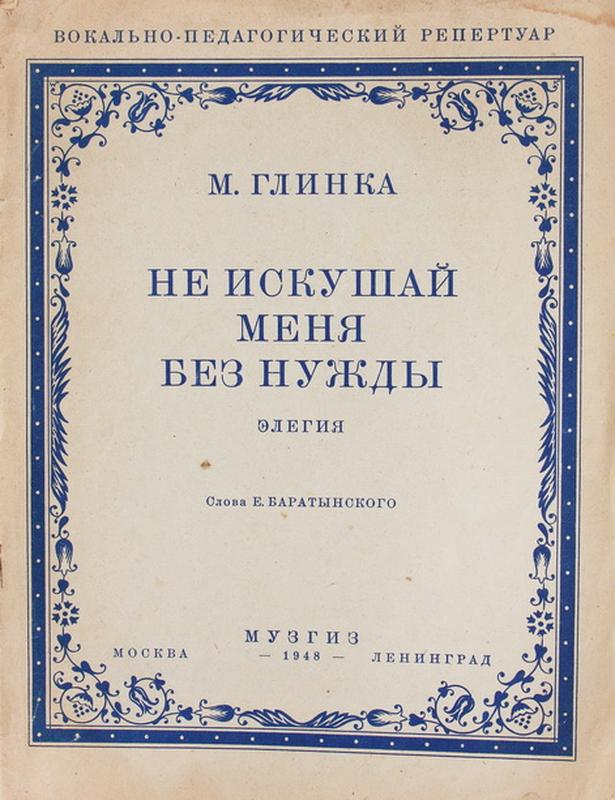 ВОКАЛЬНО-ПЕДАГОГИЧЕСКИЙ РЕПЕРТУАР
М. ГЛИНКА
НЕ ИСКУШАЙ
МЕНЯ
БЕЗ НУЖДЫ
ЭЛЕГИЯ
Слова Е. БАРАТЫНСКОГО
МУЗГИЗ
МОСКВА — 1948 — ЛЕНИНГРАД